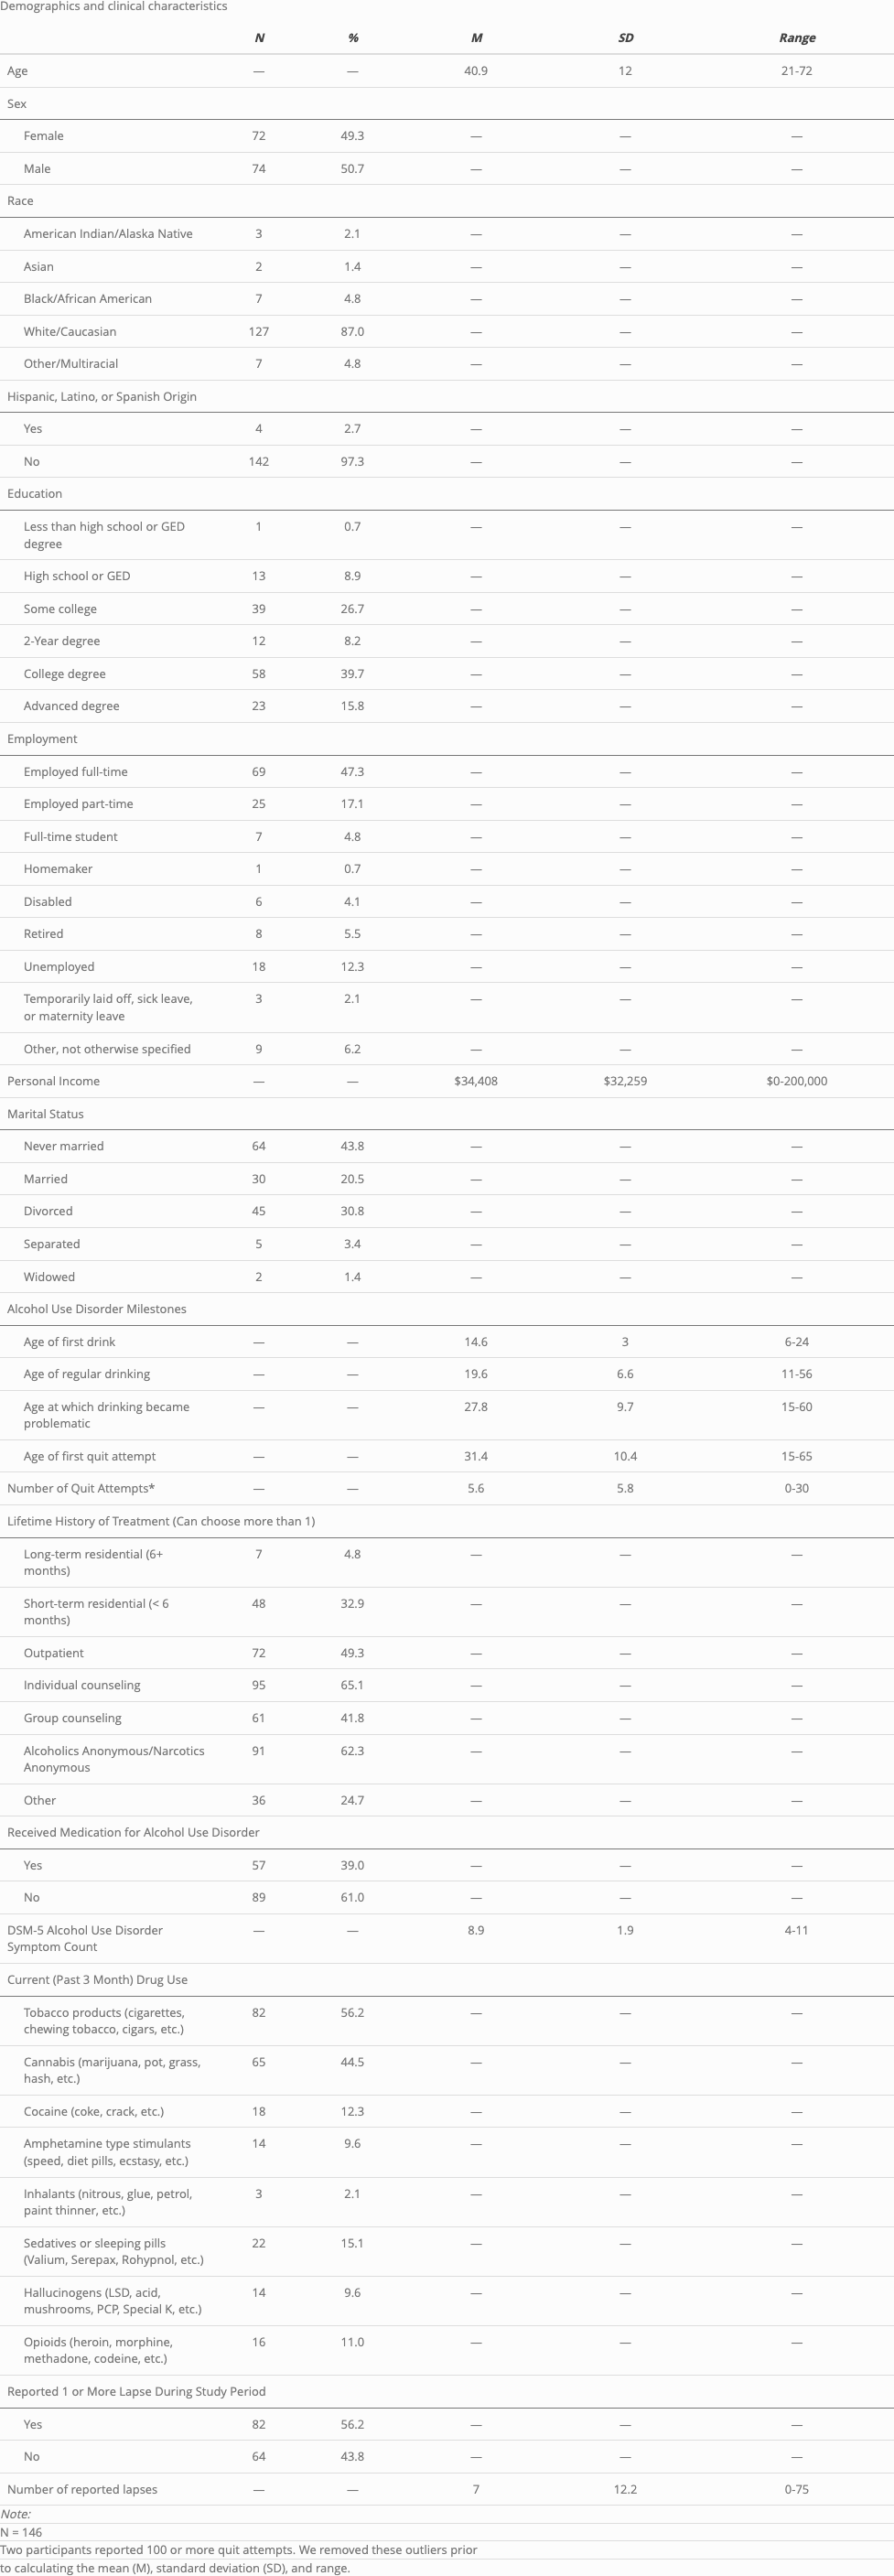 Demographics and clinical characteristics
N % M SD Range
Age — — 40.9 12 21-72
Sex
Female 72 49.3 — — —
Male 74 50.7 — — —
Race
American Indian/Alaska Native 3 2.1 — — —
Asian 2 1.4 — — —
Black/African American 7 4.8 — — —
White/Caucasian 127 87.0 — — —
Other/Multiracial 7 4.8 — — —
Hispanic, Latino, or Spanish Origin
Yes 4 2.7 — — —
No 142 97.3 — — —
Education
Less than high school or GED 1 0.7 — — —
degree
High school or GED 13 8.9 — — —
Some college 39 26.7 — — —
2-Year degree 12 8.2 — — —
College degree 58 39.7 — — —
Advanced degree 23 15.8 — — —
Employment
Employed full-time 69 47.3 — — —
Employed part-time 25 17.1 — — —
Full-time student 7 4.8 — — —
Homemaker 1 0.7 — — —
Disabled 6 4.1 — — —
Retired 8 5.5 — — —
Unemployed 18 12.3 — — —
Temporarily laid off, sick leave, 3 2.1 — — —
or maternity leave
Other, not otherwise specified 9 6.2 — — —
Personal Income — — $34,408 $32,259 $0-200,000
Marital Status
Never married 64 43.8 — — —
Married 30 20.5 — — —
Divorced 45 30.8 — — —
Separated 5 3.4 — — —
Widowed 2 1.4 — — —
Alcohol Use Disorder Milestones
Age of first drink — — 14.6 3 6-24
Age of regular drinking — — 19.6 6.6 11-56
Age at which drinking became — — 27.8 9.7 15-60
problematic
Age of first quit attempt — — 31.4 10.4 15-65
Number of Quit Attempts* — — 5.6 5.8 0-30
Lifetime History of Treatment (Can choose more than 1)
Long-term residential (6+ 7 4.8 — — —
months)
Short-term residential (< 6 48 32.9 — — —
months)
Outpatient 72 49.3 — — —
Individual counseling 95 65.1 — — —
Group counseling 61 41.8 — — —
Alcoholics Anonymous/Narcotics 91 62.3 — — —
Anonymous
Other 36 24.7 — — —
Received Medication for Alcohol Use Disorder
Yes 57 39.0 — — —
No 89 61.0 — — —
DSM-5 Alcohol Use Disorder — — 8.9 1.9 4-11
Symptom Count
Current (Past 3 Month) Drug Use
Tobacco products (cigarettes, 82 56.2 — — —
chewing tobacco, cigars, etc.)
Cannabis (marijuana, pot, grass, 65 44.5 — — —
hash, etc.)
Cocaine (coke, crack, etc.) 18 12.3 — — —
Amphetamine type stimulants 14 9.6 — — —
(speed, diet pills, ecstasy, etc.)
Inhalants (nitrous, glue, petrol, 3 2.1 — — —
paint thinner, etc.)
Sedatives or sleeping pills 22 15.1 — — —
(Valium, Serepax, Rohypnol, etc.)
Hallucinogens (LSD, acid, 14 9.6 — — —
mushrooms, PCP, Special K, etc.)
Opioids (heroin, morphine, 16 11.0 — — —
methadone, codeine, etc.)
Reported 1 or More Lapse During Study Period
Yes 82 56.2 — — —
No 64 43.8 — — —
Number of reported lapses — — 7 12.2 0-75
Note:
N = 146
Two participants reported 100 or more quit attempts. We removed these outliers prior
to calculating the mean (M), standard deviation (SD), and range.